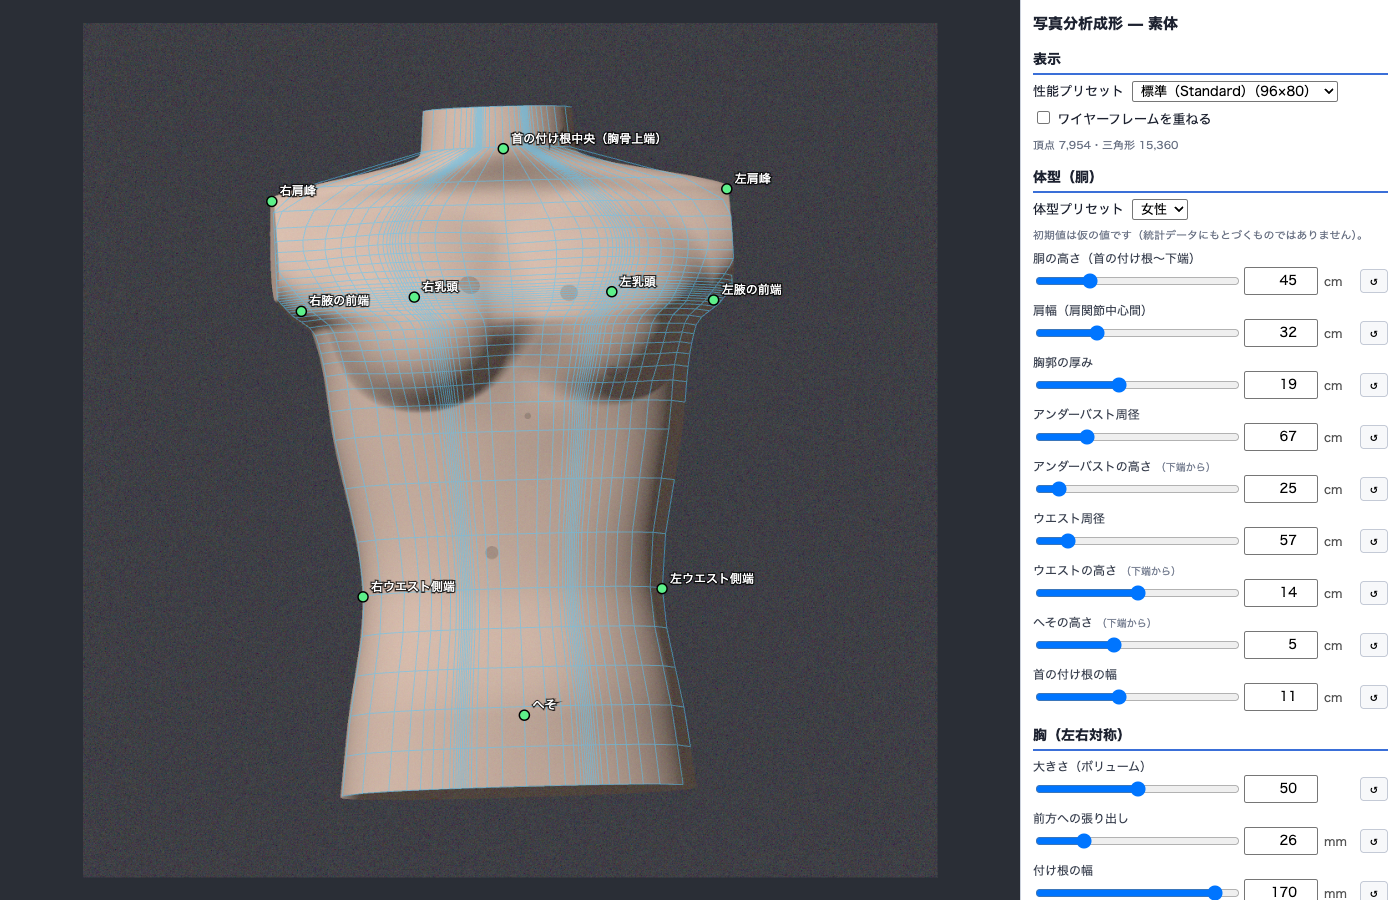 首の付け根中央（胸骨上端）
右肩峰
左肩峰
右乳頭
左乳頭
右腋の前端
左腋の前端
右ウエスト側端
左ウエスト側端
へそ
写真分析成形 — 素体
表示
性能プリセット 標準（Standard）（96×80）
ワイヤーフレームを重ねる
頂点 7,954・三角形 15,360
体型（胴）
体型プリセット 女性
初期値は仮の値です（統計データにもとづくものではありません）。
胴の高さ（首の付け根〜下端）
45 cm ↺
肩幅（肩関節中心間）
32 cm ↺
胸郭の厚み
19 cm ↺
アンダーバスト周径
67 cm ↺
アンダーバストの高さ （下端から）
25 cm ↺
ウエスト周径
57 cm ↺
ウエストの高さ （下端から）
14 cm ↺
へその高さ （下端から）
5 cm ↺
首の付け根の幅
11 cm ↺
胸（左右対称）
大きさ（ボリューム）
50 ↺
前方への張り出し
26 mm ↺
付け根の幅
170 mm ↺